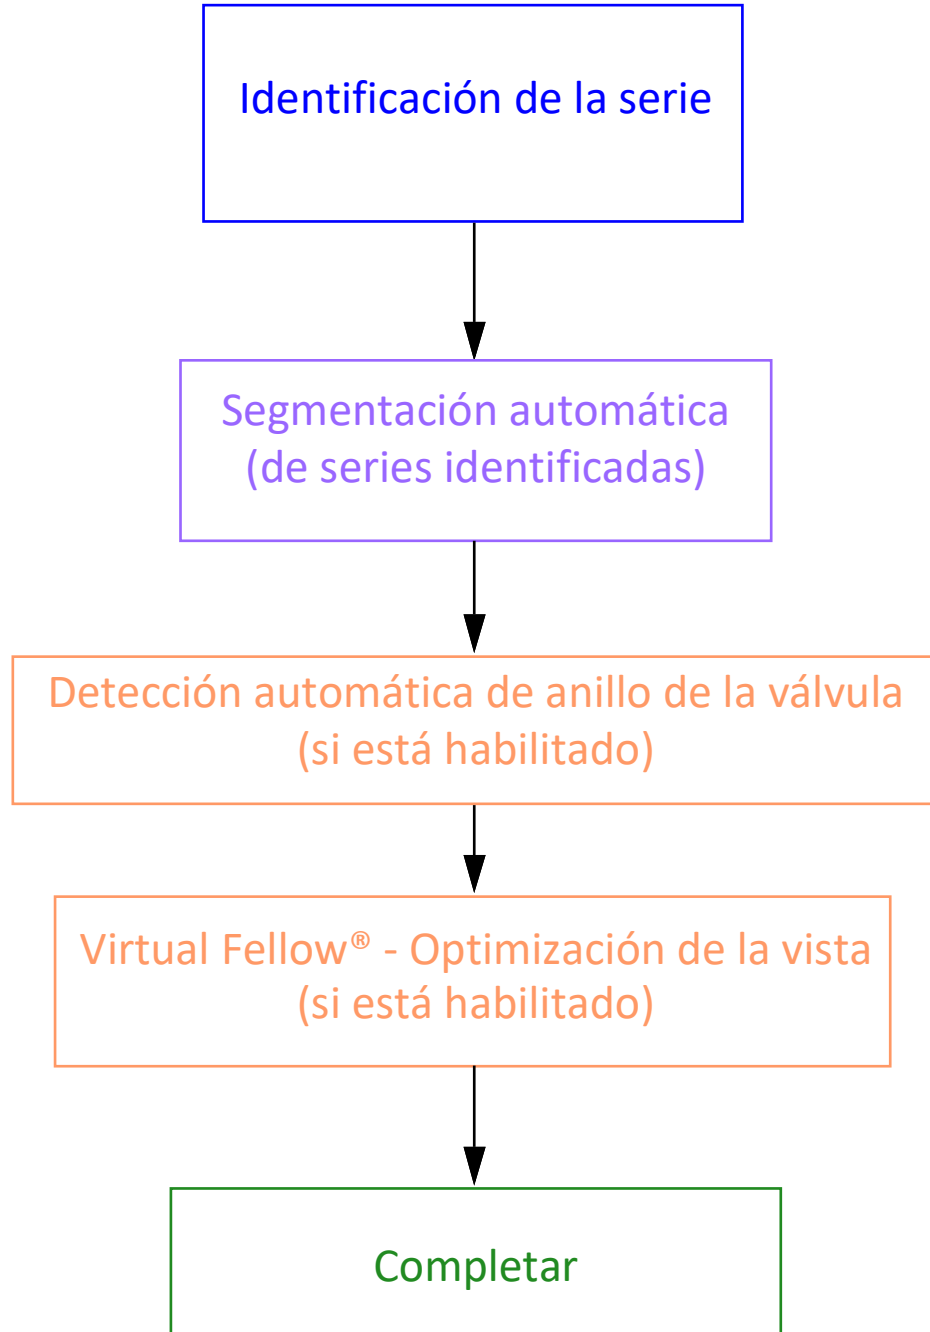 Identificación de la serie
Segmentación automática
(de series identificadas)
Detección automática de anillo de la válvula
(si está habilitado)
Virtual Fellow® - Optimización de la vista
(si está habilitado)
Completar